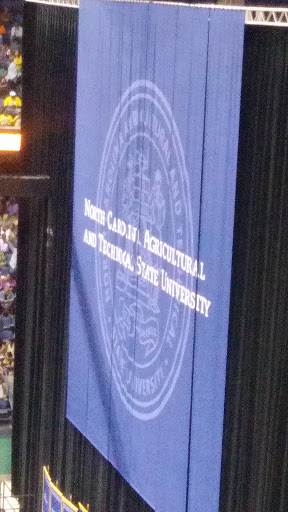 NORTH CAROLINA AGRICULTURAL
AND TECHNICAL STATE UNIVERSITY